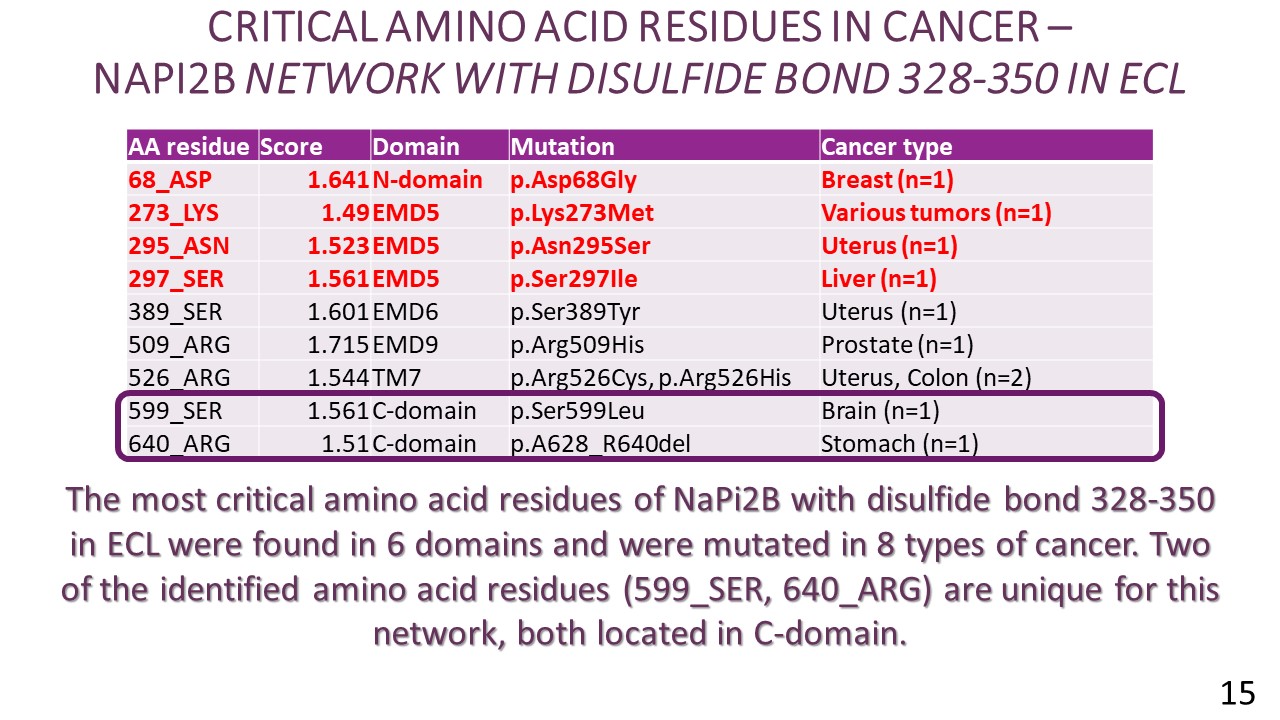 CRITICAL AMINO ACID RESIDUES IN CANCER –
NAPI2B NETWORK WITH DISULFIDE BOND 328-350 IN ECL
AA residue Score Domain Mutation Cancer type
68_ASP 1.641 N-domain p.Asp68Gly Breast (n=1)
273_LYS 1.49 EMD5 p.Lys273Met Various tumors (n=1)
295_ASN 1.523 EMD5 p.Asn295Ser Uterus (n=1)
297_SER 1.561 EMD5 p.Ser297Ile Liver (n=1)
389_SER 1.601 EMD6 p.Ser389Tyr Uterus (n=1)
509_ARG 1.715 EMD9 p.Arg509His Prostate (n=1)
526_ARG 1.544 TM7 p.Arg526Cys, p.Arg526His Uterus, Colon (n=2)
599_SER 1.561 C-domain p.Ser599Leu Brain (n=1)
640_ARG 1.51 C-domain p.A628_R640del Stomach (n=1)
The most critical amino acid residues of NaPi2B with disulfide bond 328-350
in ECL were found in 6 domains and were mutated in 8 types of cancer. Two
of the identified amino acid residues (599_SER, 640_ARG) are unique for this
network, both located in C-domain.
15